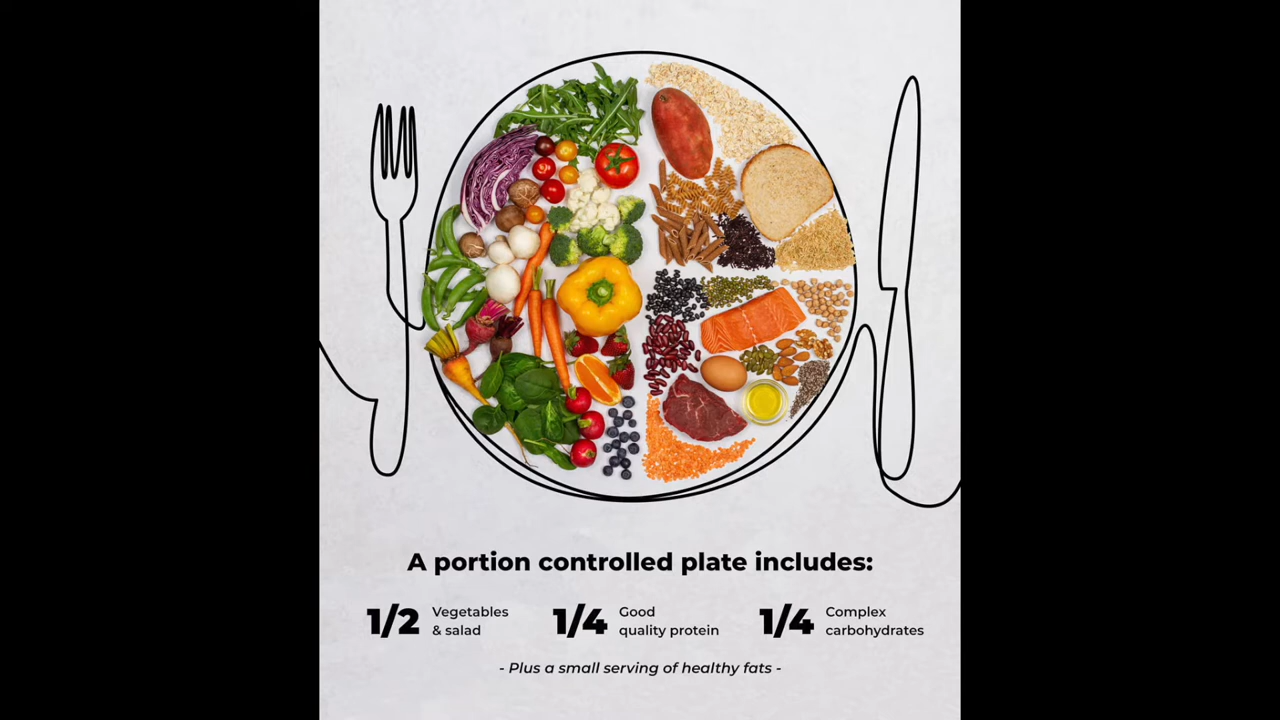 A portion controlled plate includes:
1/2 Vegetables & salad
1/4 Good quality protein
1/4 Complex carbohydrates
- Plus a small serving of healthy fats -